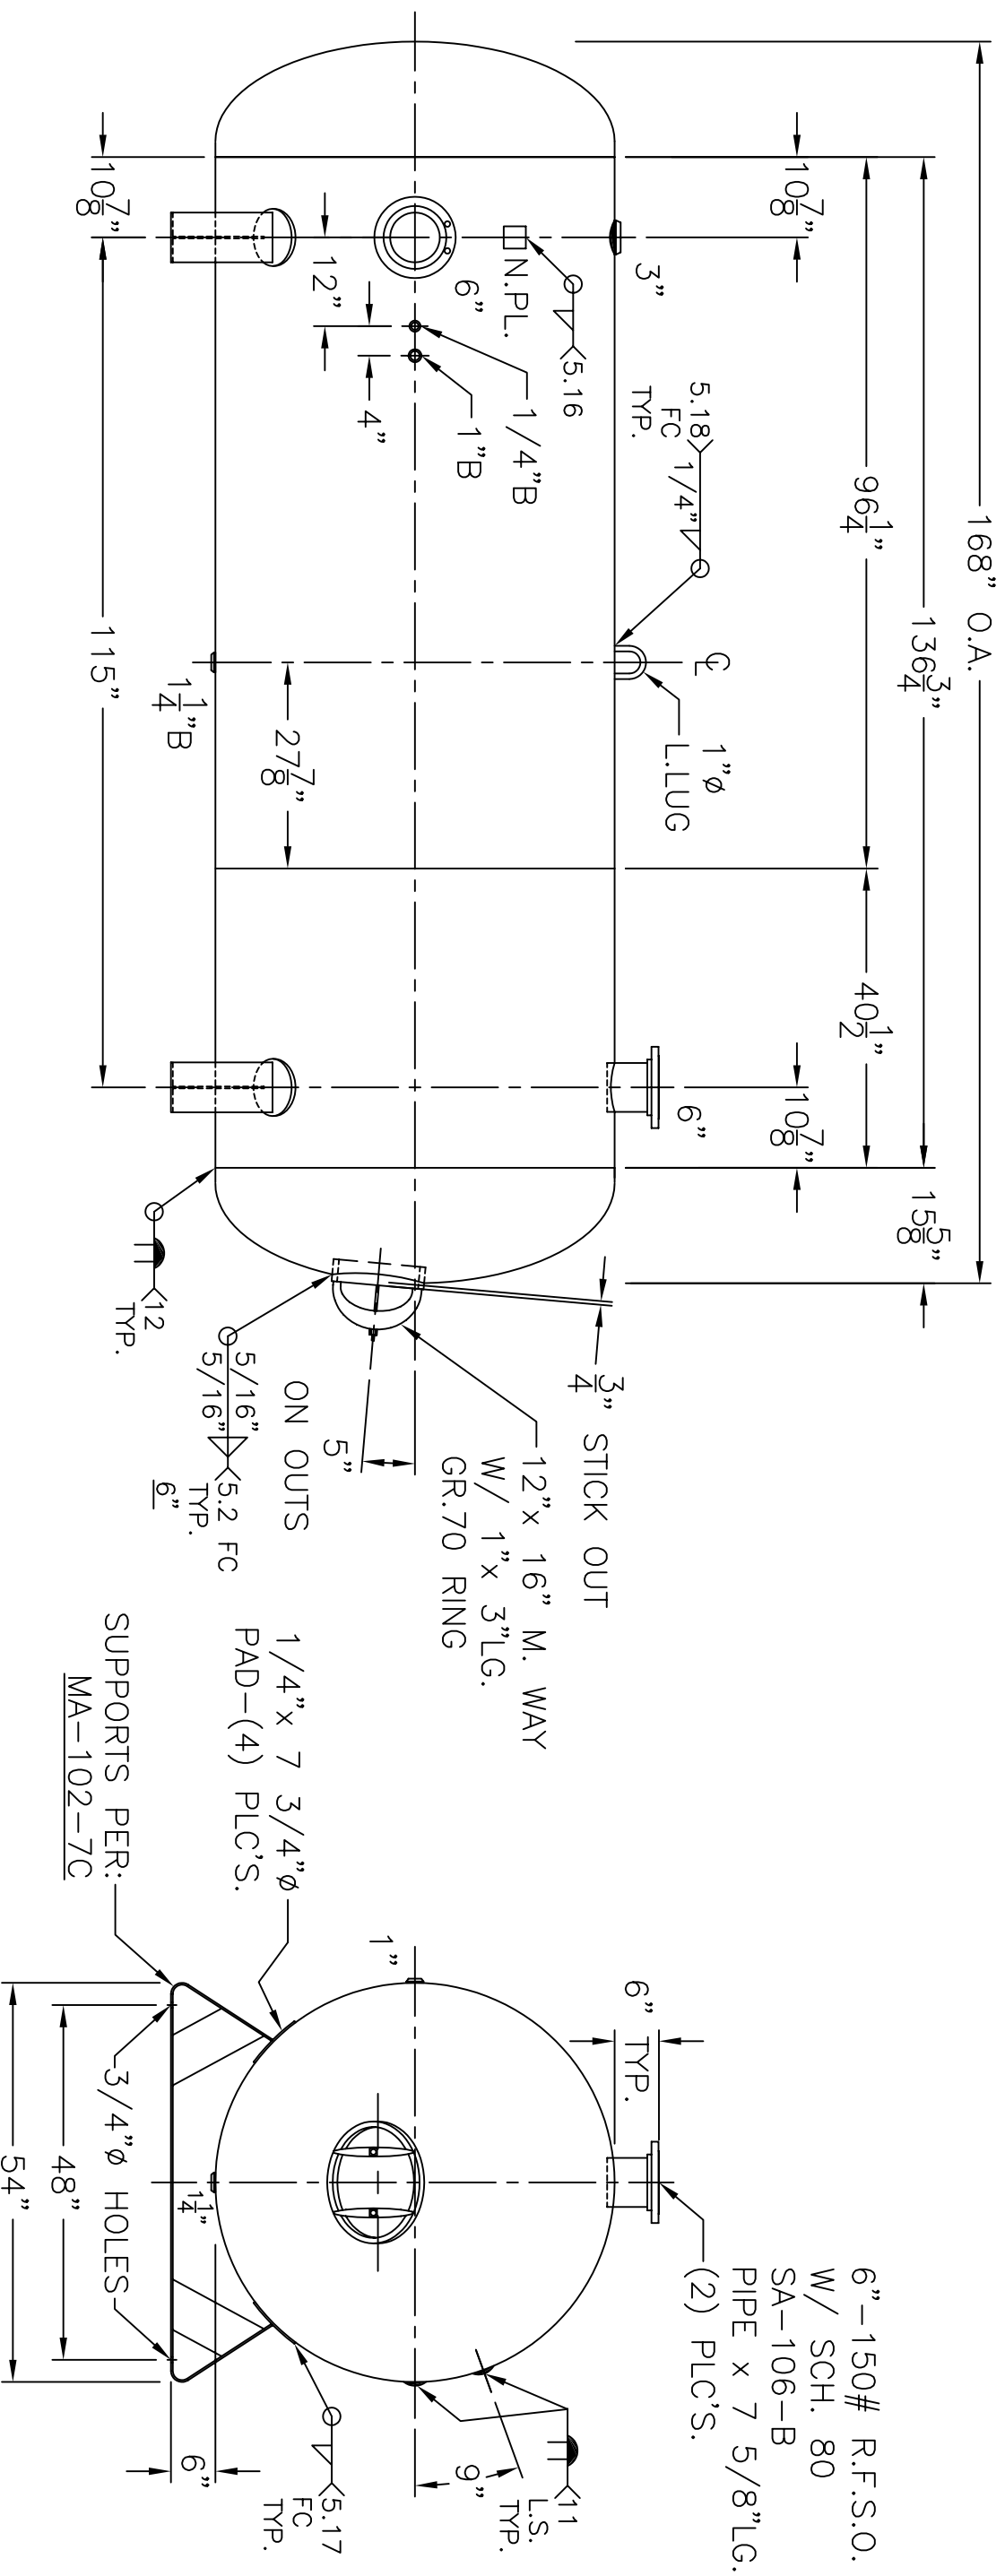 168" O.A.
136 3/4"
15 5/8"
96 1/4"
40 1/2"
10 7/8"
10 7/8"
3"
6"
5.18
FC
TYP.
1/4"
℄
1"ø
L.LUG
N.PL.
5.16
6"
1/4"B
1"B
12"
4"
27 7/8"
1 1/4"B
10 7/8"
115"
12
TYP.
3/4" STICK OUT
12"x 16" M. WAY
W/ 1"x 3"LG.
GR.70 RING
5"
ON OUTS
5/16"
5/16"
5.2 FC
TYP.
6"
6"-150# R.F.S.O.
W/ SCH. 80
SA-106-B
PIPE x 7 5/8"LG.
(2) PLC'S.
6" TYP.
1"
11
L.S.
TYP.
9"
1/4"x 7 3/4"ø
PAD-(4) PLC'S.
5.17
FC
TYP.
1 1/4"
6"
SUPPORTS PER:
MA-102-7C
3/4"ø HOLES
48"
54"